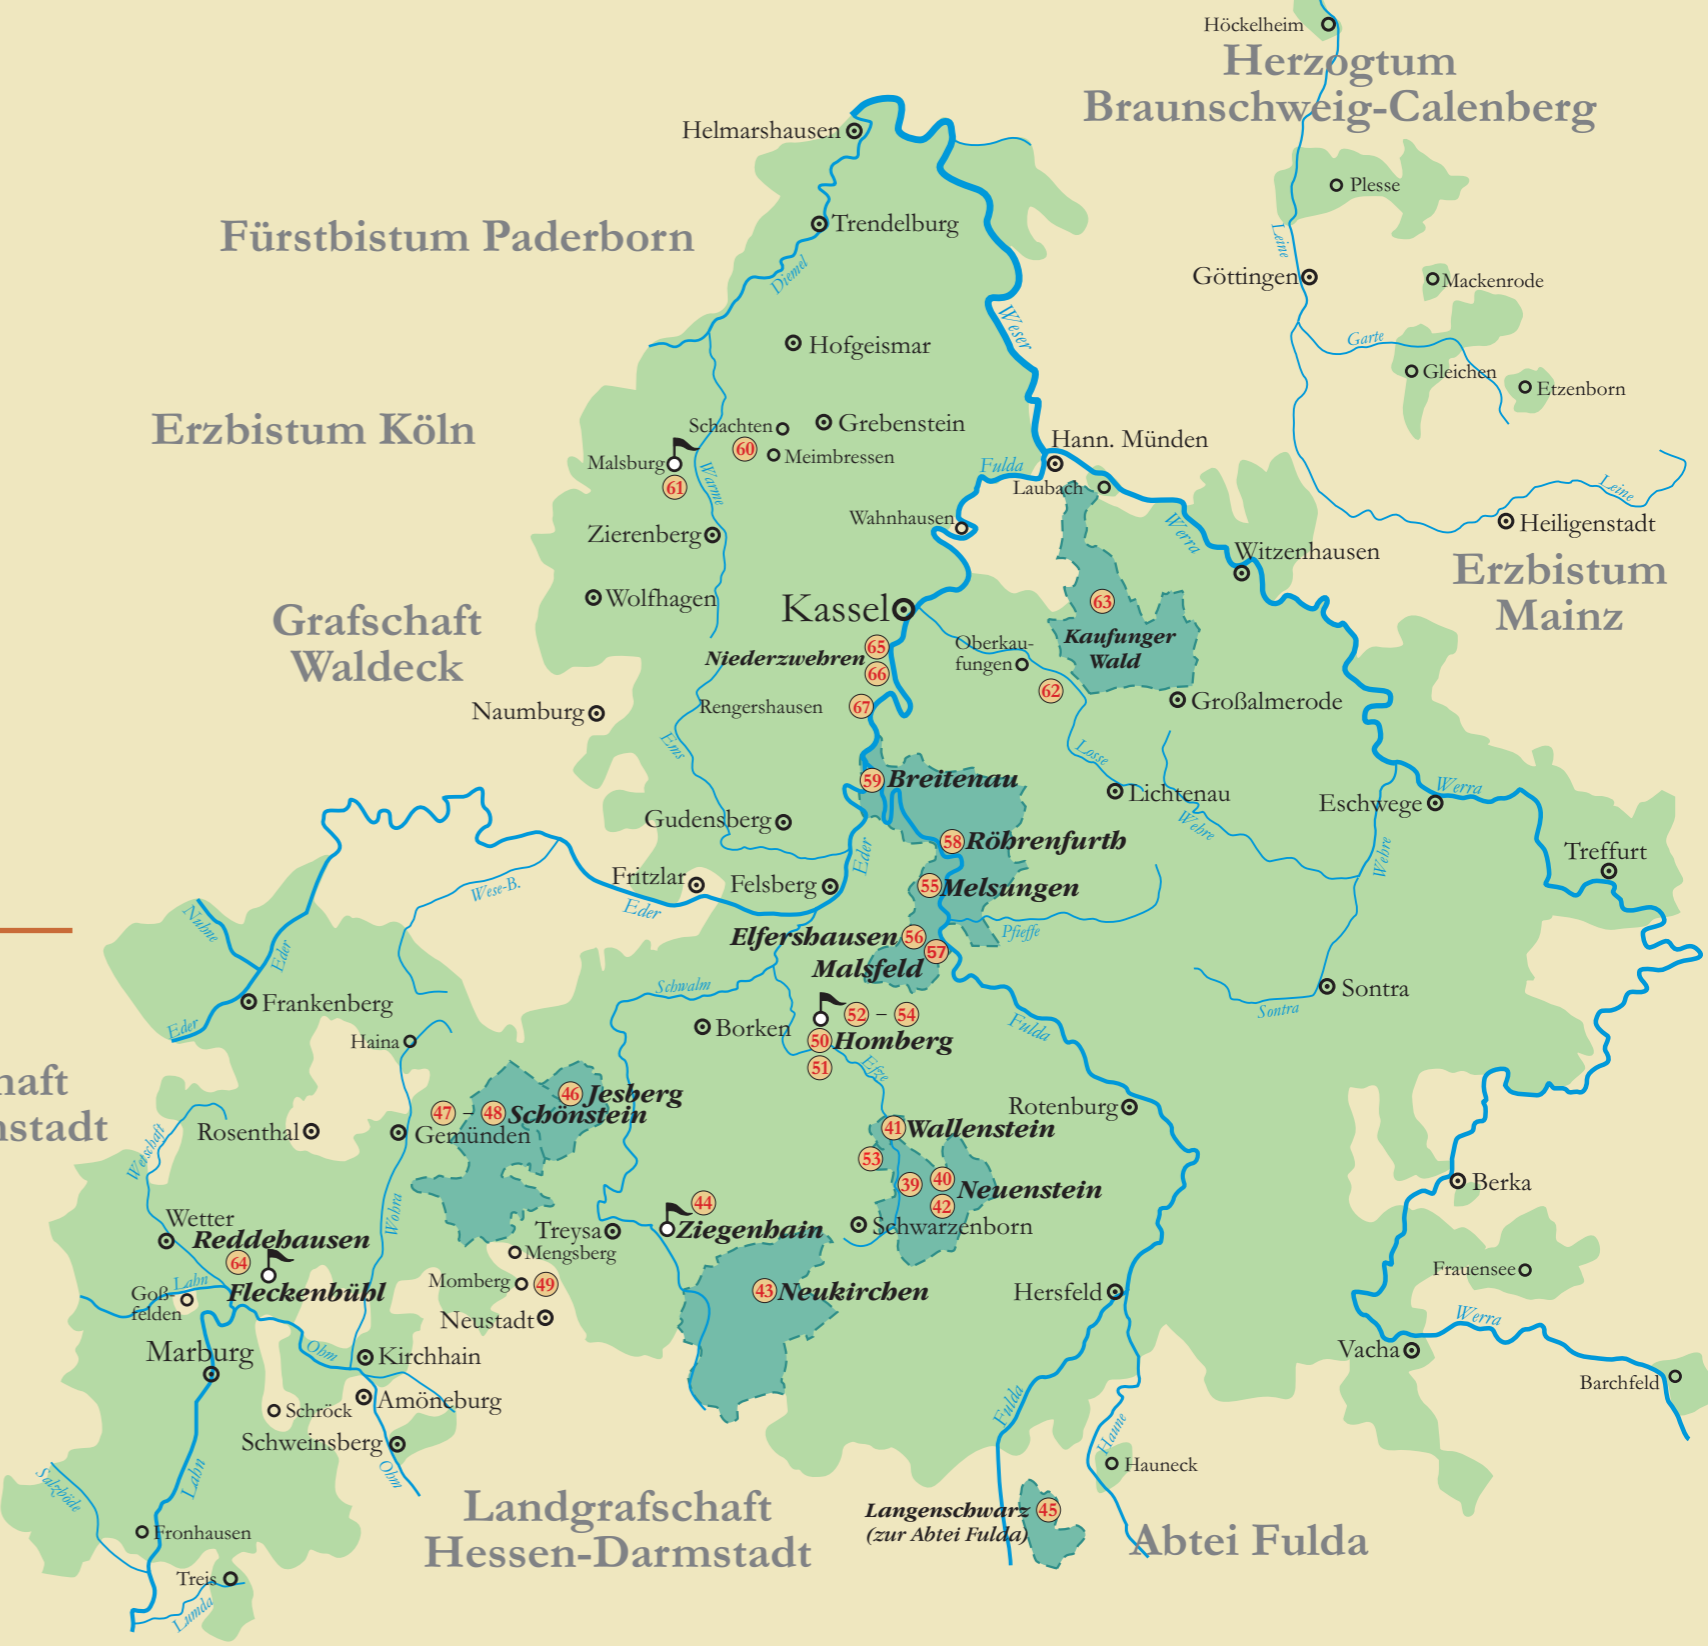 Höckelheim
Herzogtum
Braunschweig-Calenberg
Helmarshausen
Plesse
Fürstbistum Paderborn
Trendelburg
Leine
Diemel
Göttingen
Mackenrode
Weser
Hofgeismar
Garte
Gleichen
Etzenborn
Erzbistum Köln
Schachten
Grebenstein
60
Meimbressen
Hann. Münden
Malsburg
61
Warme
Fulda
Laubach
Leine
Wahnhausen
Heiligenstadt
Zierenberg
Werra
Witzenhausen
Erzbistum
Mainz
Wolfhagen
Kassel
63
Grafschaft
Waldeck
Kaufunger
Wald
Oberkau-
fungen
65
Niederzwehren
66
62
Großalmerode
Naumburg
Rengershausen
67
Ems
Losse
59
Breitenau
Lichtenau
Werra
Eschwege
Wehre
Gudensberg
58
Röhrenfurth
Eder
Wehre
Treffurt
Fritzlar
Felsberg
55
Melsungen
Wese-B.
Eder
Nuhne
Eder
Elfershausen
56
Pfieffe
57
Malsfeld
Schwalm
Sontra
Sontra
Frankenberg
Eder
Haina
Borken
52 – 54
50
Homberg
51
Fulda
Efze
haft
nstadt
46
Jesberg
47 – 48
Schönstein
Gemünden
Rosenthal
Wetschaft
Rotenburg
41
Wallenstein
53
39
40
42
Neuenstein
Berka
Wohra
44
Ziegenhain
Schwarzenborn
Treysa
Mengsberg
Wetter
Reddehausen
64
Fleckenbühl
Lahn
Goß-
felden
Momberg
49
Neustadt
43
Neukirchen
Hersfeld
Frauensee
Werra
Vacha
Barchfeld
Marburg
Ohm
Kirchhain
Amöneburg
Schröck
Schweinsberg
Ohm
Lahn
Salzböde
Fulda
Haune
Hauneck
Landgrafschaft
Hessen-Darmstadt
Langenschwarz
45
(zur Abtei Fulda)
Abtei Fulda
Fronhausen
Treis
Lumda